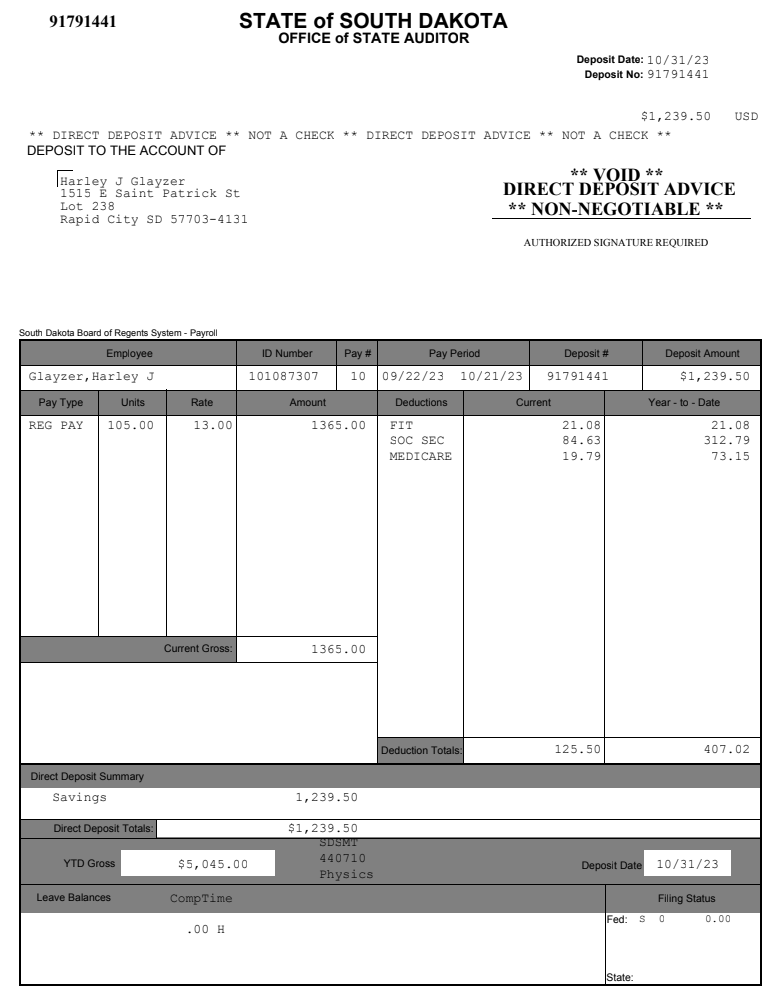 91791441
STATE of SOUTH DAKOTA
OFFICE of STATE AUDITOR
Deposit Date: 10/31/23
Deposit No: 91791441
$1,239.50 USD
** DIRECT DEPOSIT ADVICE ** NOT A CHECK ** DIRECT DEPOSIT ADVICE ** NOT A CHECK **
DEPOSIT TO THE ACCOUNT OF
Harley J Glayzer
1515 E Saint Patrick St
Lot 238
Rapid City SD 57703-4131
** VOID **
DIRECT DEPOSIT ADVICE
** NON-NEGOTIABLE **
AUTHORIZED SIGNATURE REQUIRED
South Dakota Board of Regents System - Payroll
Employee ID Number Pay # Pay Period Deposit # Deposit Amount
Glayzer,Harley J 101087307 10 09/22/23 10/21/23 91791441 $1,239.50
Pay Type Units Rate Amount Deductions Current Year - to - Date
REG PAY 105.00 13.00 1365.00 FIT 21.08 21.08
SOC SEC 84.63 312.79
MEDICARE 19.79 73.15
Current Gross: 1365.00
Deduction Totals: 125.50 407.02
Direct Deposit Summary
Savings 1,239.50
Direct Deposit Totals: $1,239.50
SDSMT
440710
Physics
YTD Gross $5,045.00 Deposit Date 10/31/23
Leave Balances CompTime Filing Status
Fed: S 0 0.00
.00 H
State: